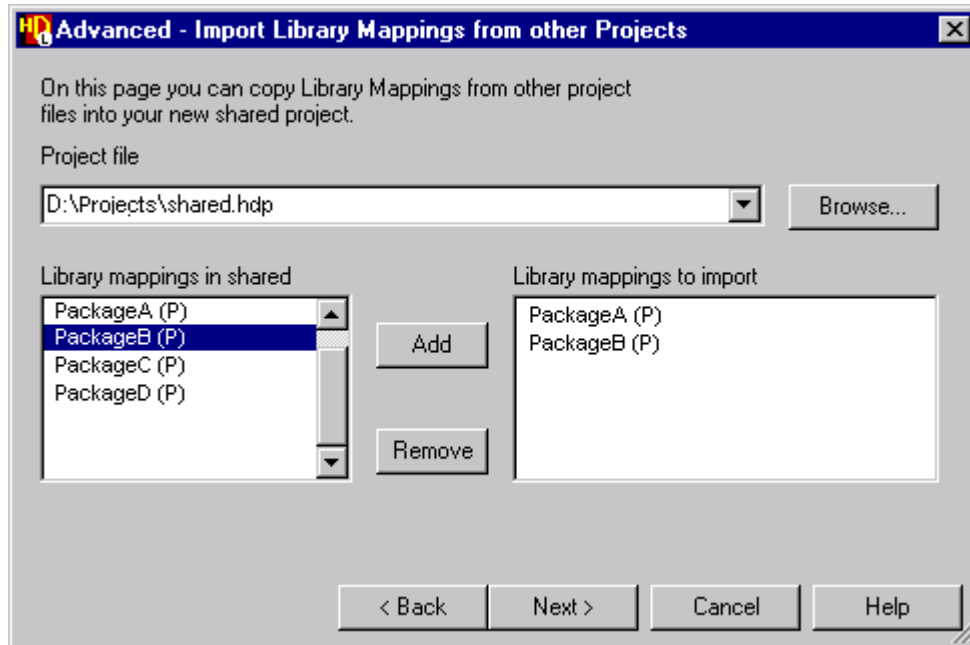 HDL Advanced - Import Library Mappings from other Projects
On this page you can copy Library Mappings from other project
files into your new shared project.
Project file
D:\Projects\shared.hdp
Browse...
Library mappings in shared
Library mappings to import
PackageA (P)
PackageB (P)
PackageC (P)
PackageD (P)
Add
Remove
PackageA (P)
PackageB (P)
< Back
Next >
Cancel
Help